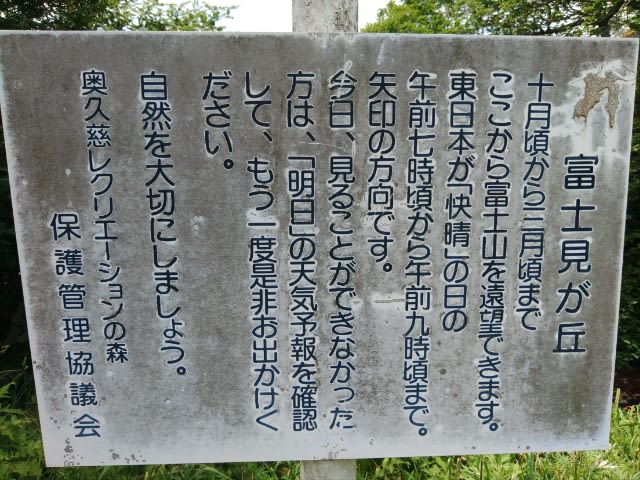 富士見が丘
十月頃から三月頃まで
ここから富士山を遠望できます。
東日本が「快晴」の日の
午前七時頃から午前九時頃まで。
矢印の方向です。
今日、見ることができなかった
方は、「明日」の天気予報を確認
して、もう一度是非お出かけく
ださい。
自然を大切にしましょう。
奥久慈レクリエーションの森
保護管理協議会